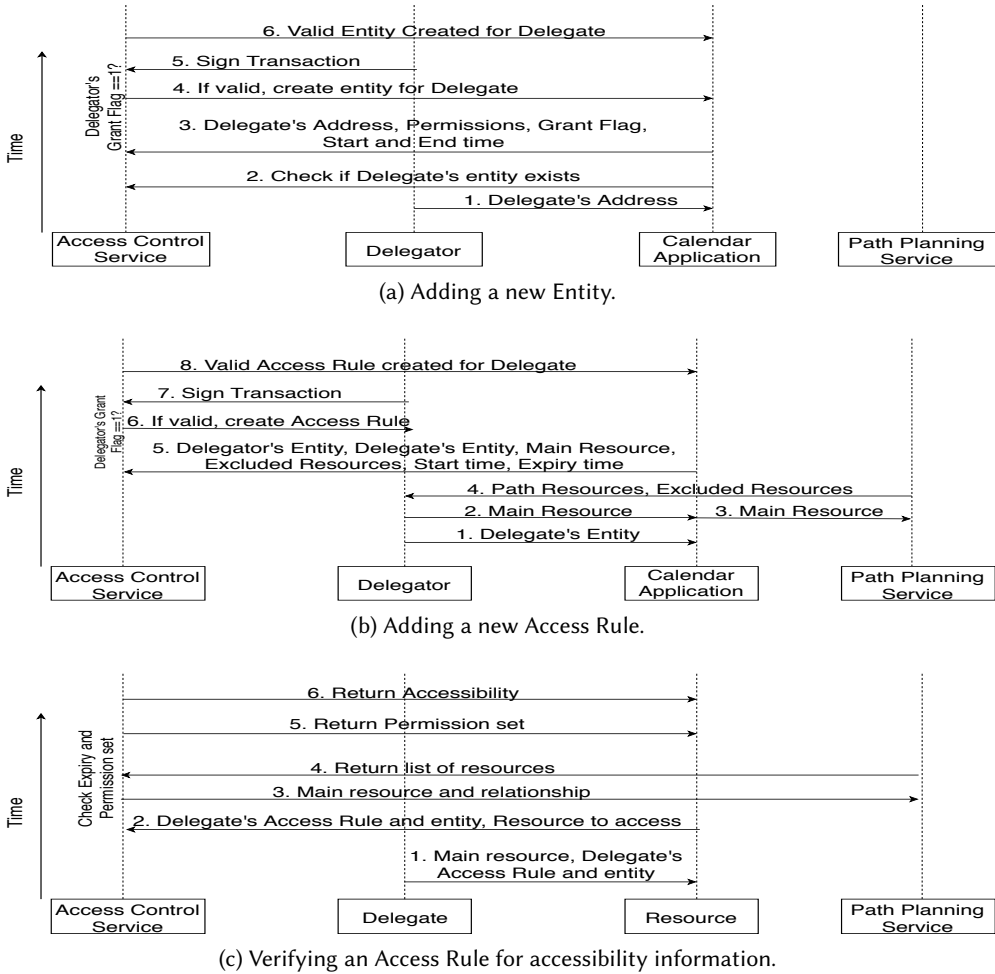 6. Valid Entity Created for Delegate
5. Sign Transaction
4. If valid, create entity for Delegate
3. Delegate's Address, Permissions, Grant Flag,
Start and End time
2. Check if Delegate's entity exists
1. Delegate's Address
Delegator's
Grant Flag ==1?
Time
Access Control
Service
Delegator
Calendar
Application
Path Planning
Service
(a) Adding a new Entity.
8. Valid Access Rule created for Delegate
7. Sign Transaction
6. If valid, create Access Rule
5. Delegator's Entity, Delegate's Entity, Main Resource,
Excluded Resources, Start time, Expiry time
4. Path Resources, Excluded Resources
2. Main Resource
3. Main Resource
1. Delegate's Entity
Delegator's Grant
Flag ==1?
Time
Access Control
Service
Delegator
Calendar
Application
Path Planning
Service
(b) Adding a new Access Rule.
6. Return Accessibility
5. Return Permission set
4. Return list of resources
3. Main resource and relationship
2. Delegate's Access Rule and entity, Resource to access
1. Main resource, Delegate's
Access Rule and entity
Check Expiry and
Permission set
Time
Access Control
Service
Delegate
Resource
Path Planning
Service
(c) Verifying an Access Rule for accessibility information.